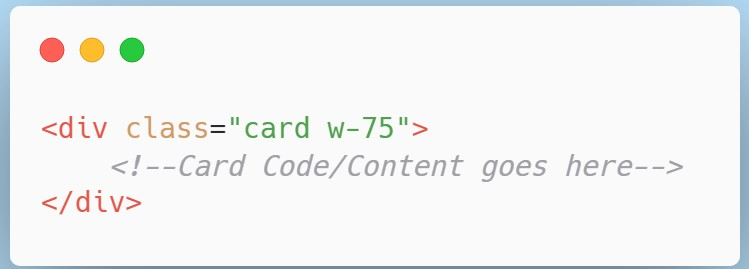 <div class="card w-75">
    <!--Card Code/Content goes here-->
</div>